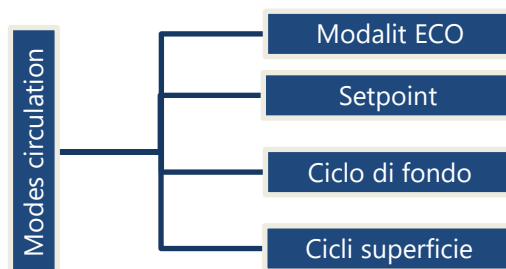 Modes circulation
Modalit ECO
Setpoint
Ciclo di fondo
Cicli superficie